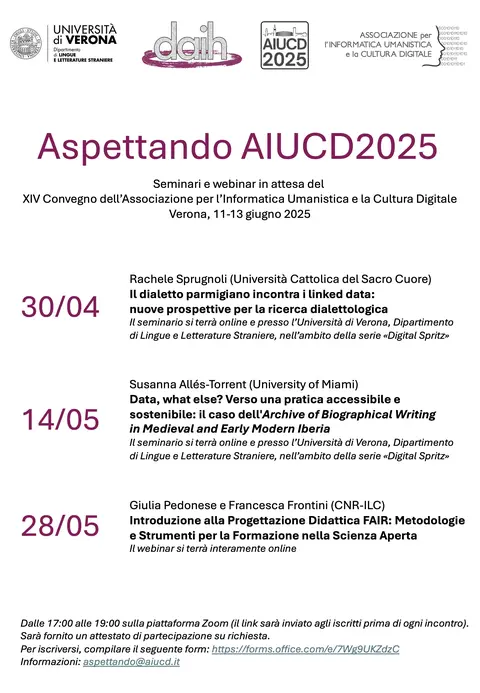 UNIVERSITÀ
di VERONA
Dipartimento
di LINGUE
E LETTERATURE STRANIERE
daih
AIUCD
2025
ASSOCIAZIONE per
l'INFORMATICA UMANISTICA
e la CULTURA DIGITALE
Aspettando AIUCD2025
Seminari e webinar in attesa del
XIV Convegno dell'Associazione per l'Informatica Umanistica e la Cultura Digitale
Verona, 11-13 giugno 2025
30/04
Rachele Sprugnoli (Università Cattolica del Sacro Cuore)
Il dialetto parmigiano incontra i linked data:
nuove prospettive per la ricerca dialettologica
Il seminario si terrà online e presso l'Università di Verona, Dipartimento
di Lingue e Letterature Straniere, nell'ambito della serie «Digital Spritz»
14/05
Susanna Allés-Torrent (University of Miami)
Data, what else? Verso una pratica accessibile e
sostenibile: il caso dell'Archive of Biographical Writing
in Medieval and Early Modern Iberia
Il seminario si terrà online e presso l'Università di Verona, Dipartimento
di Lingue e Letterature Straniere, nell'ambito della serie «Digital Spritz»
28/05
Giulia Pedonese e Francesca Frontini (CNR-ILC)
Introduzione alla Progettazione Didattica FAIR: Metodologie
e Strumenti per la Formazione nella Scienza Aperta
Il webinar si terrà interamente online
Dalle 17:00 alle 19:00 sulla piattaforma Zoom (il link sarà inviato agli iscritti prima di ogni incontro).
Sarà fornito un attestato di partecipazione su richiesta.
Per iscriversi, compilare il seguente form: https://forms.office.com/e/7Wg9UKZdzC
Informazioni: aspettando@aiucd.it